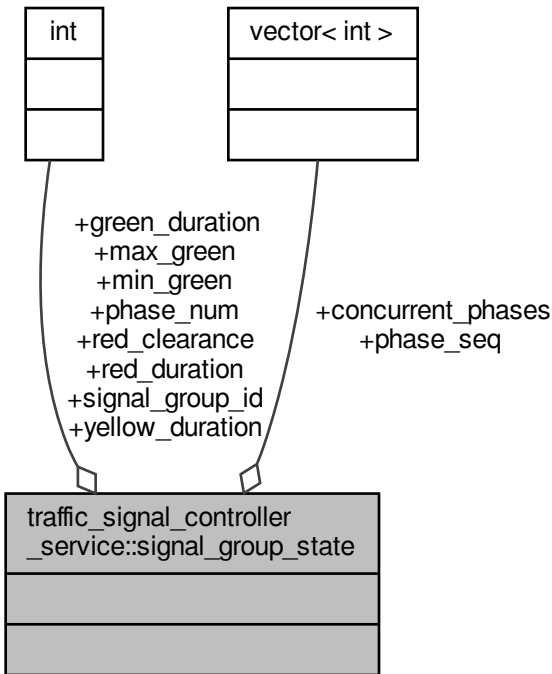 int
vector< int >
+green_duration
+max_green
+min_green
+phase_num
+red_clearance
+red_duration
+signal_group_id
+yellow_duration
+concurrent_phases
+phase_seq
traffic_signal_controller
_service::signal_group_state